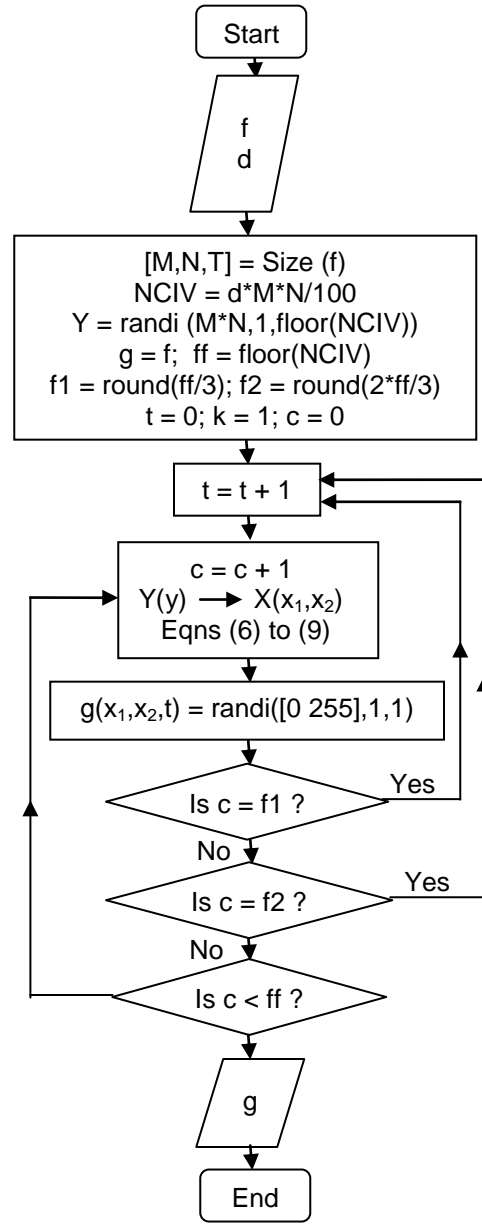 Start
f
d
[M,N,T] = Size (f)
NCIV = d*M*N/100
Y = randi (M*N,1,floor(NCIV))
g = f; ff = floor(NCIV)
f1 = round(ff/3); f2 = round(2*ff/3)
t = 0; k = 1; c = 0
t = t + 1
c = c + 1
Y(y) → X(x₁,x₂)
Eqns (6) to (9)
g(x₁,x₂,t) = randi([0 255],1,1)
Is c = f1 ?
Yes
No
Is c = f2 ?
Yes
No
Is c < ff ?
g
End